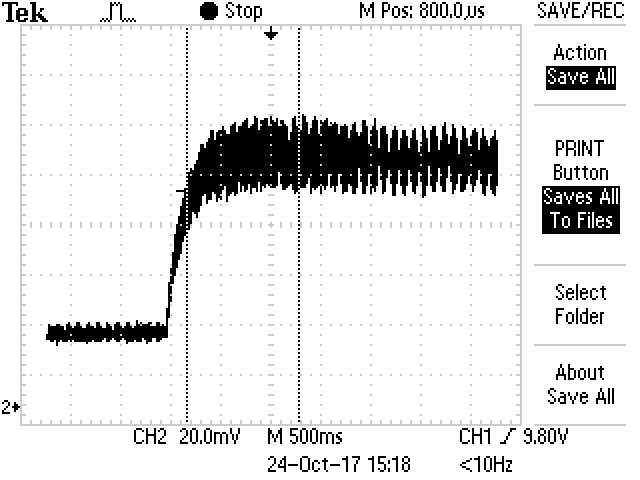 Tek Stop M Pos: 800.0µs SAVE/REC
Action
Save All
PRINT
Button
Saves All
To Files
Select
Folder
About
Save All
2
CH2 20.0mV M 500ms CH1 9.80V
24-Oct-17 15:18 <10Hz